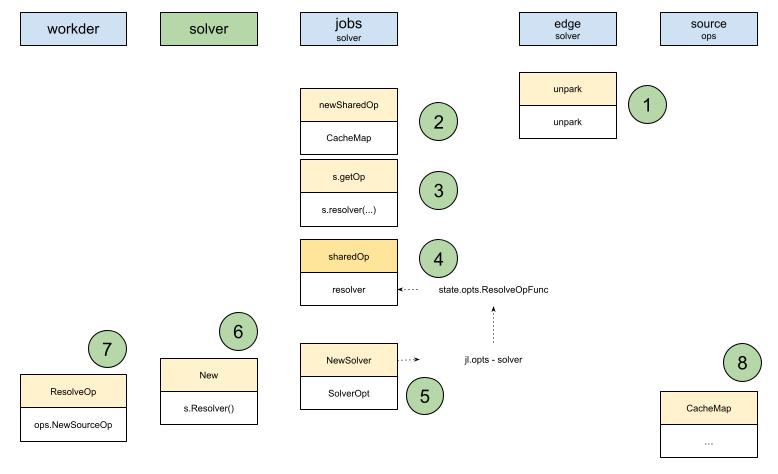 workder
solver
jobs
solver
edge
solver
source
ops
unpark
unpark
1
newSharedOp
CacheMap
2
s.getOp
s.resolver(...)
3
sharedOp
resolver
4
state.opts.ResolveOpFunc
NewSolver
SolverOpt
jl.opts - solver
5
6
New
s.Resolver()
7
ResolveOp
ops.NewSourceOp
8
CacheMap
...